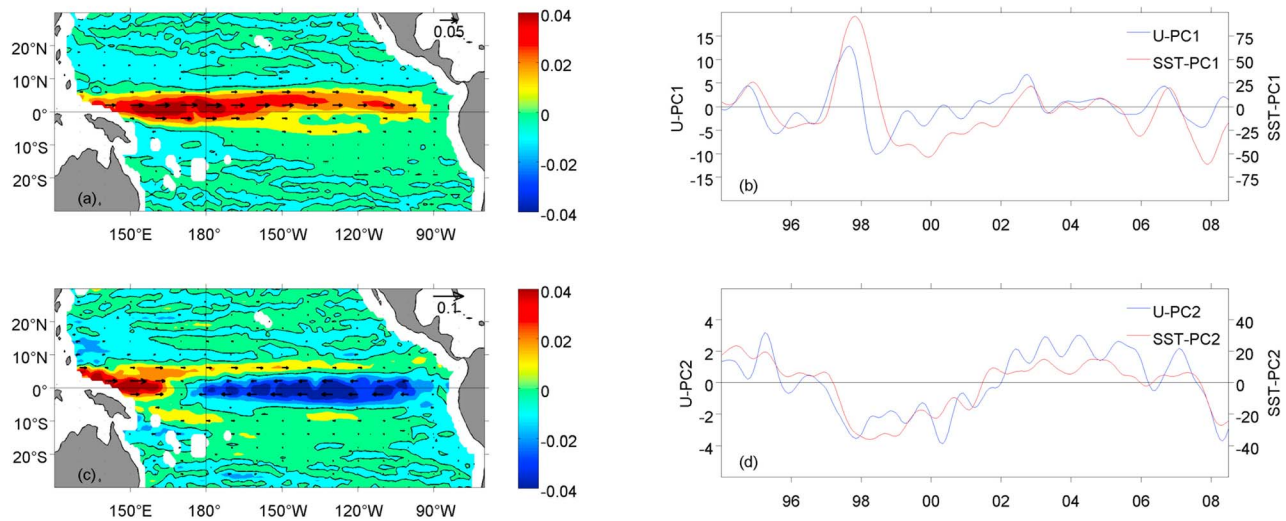 0.05
20°N
10°N
0°
10°S
20°S
(a).
150°E 180° 150°W 120°W 90°W
0.04
0.02
0
-0.02
-0.04
U-PC1
SST-PC1
15
10
5
0
-5
-10
-15
U-PC1
75
50
25
0
-25
-50
-75
SST-PC1
(b)
96 98 00 02 04 06 08
0.1
20°N
10°N
0°
10°S
20°S
(c).
150°E 180° 150°W 120°W 90°W
0.04
0.02
0
-0.02
-0.04
U-PC2
SST-PC2
4
2
0
-2
-4
U-PC2
40
20
0
-20
-40
SST-PC2
(d)
96 98 00 02 04 06 08